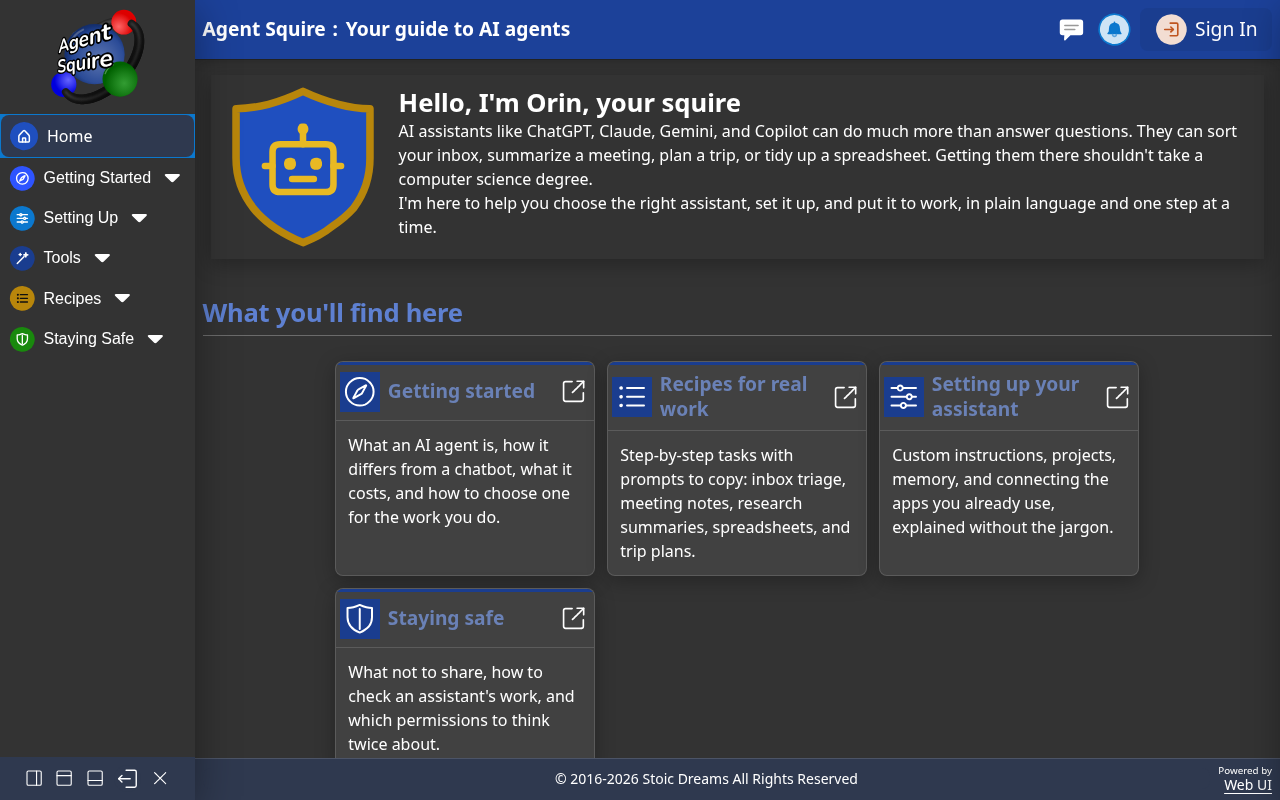 Agent
Squire
Agent Squire : Your guide to AI agents
Sign In
Home
Getting Started
Setting Up
Tools
Recipes
Staying Safe
Hello, I'm Orin, your squire
AI assistants like ChatGPT, Claude, Gemini, and Copilot can do much more than answer questions. They can sort
your inbox, summarize a meeting, plan a trip, or tidy up a spreadsheet. Getting them there shouldn't take a
computer science degree.
I'm here to help you choose the right assistant, set it up, and put it to work, in plain language and one step at a
time.
What you'll find here
Getting started
What an AI agent is, how it
differs from a chatbot, what it
costs, and how to choose one
for the work you do.
Recipes for real
work
Step-by-step tasks with
prompts to copy: inbox triage,
meeting notes, research
summaries, spreadsheets, and
trip plans.
Setting up your
assistant
Custom instructions, projects,
memory, and connecting the
apps you already use,
explained without the jargon.
Staying safe
What not to share, how to
check an assistant's work, and
which permissions to think
twice about.
© 2016-2026 Stoic Dreams All Rights Reserved
Powered by
Web UI